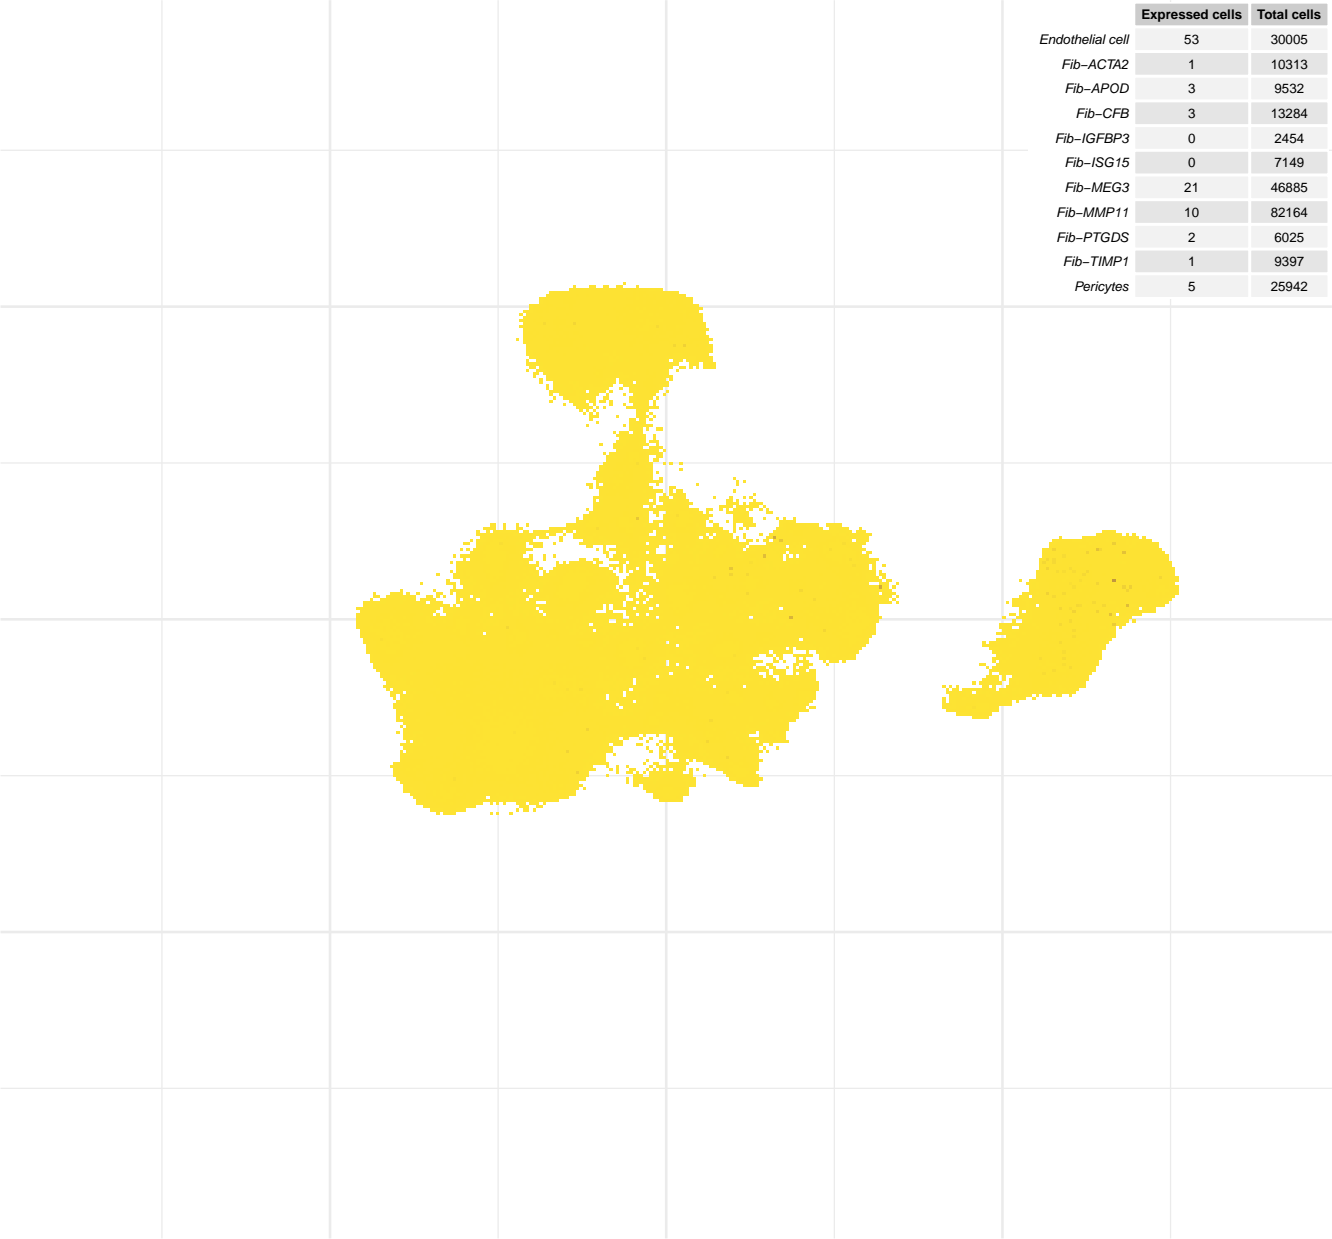 Expressed cells Total cells
Endothelial cell 53 30005
Fib−ACTA2 1 10313
Fib−APOD 3 9532
Fib−CFB 3 13284
Fib−IGFBP3 0 2454
Fib−ISG15 0 7149
Fib−MEG3 21 46885
Fib−MMP11 10 82164
Fib−PTGDS 2 6025
Fib−TIMP1 1 9397
Pericytes 5 25942